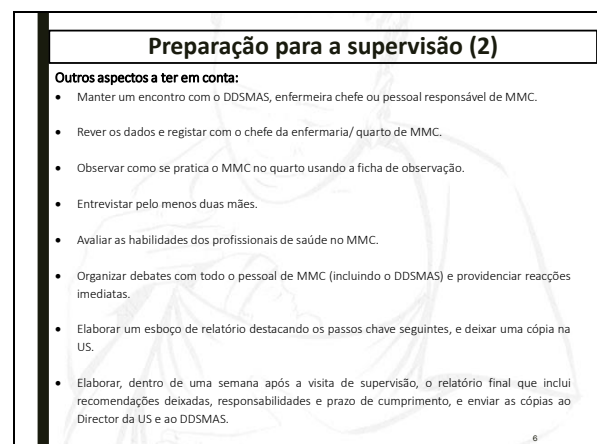 Preparação para a supervisão (2)
Outros aspectos a ter em conta:
• Manter um encontro com o DDSMAS, enfermeira chefe ou pessoal responsável de MMC.
• Rever os dados e registar com o chefe da enfermaria/ quarto de MMC.
• Observar como se pratica o MMC no quarto usando a ficha de observação.
• Entrevistar pelo menos duas mães.
• Avaliar as habilidades dos profissionais de saúde no MMC.
• Organizar debates com todo o pessoal de MMC (incluindo o DDSMAS) e providenciar reacções
imediatas.
• Elaborar um esboço de relatório destacando os passos chave seguintes, e deixar uma cópia na
US.
• Elaborar, dentro de uma semana após a visita de supervisão, o relatório final que inclui
recomendações deixadas, responsabilidades e prazo de cumprimento, e enviar as cópias ao
Director da US e ao DDSMAS.
6